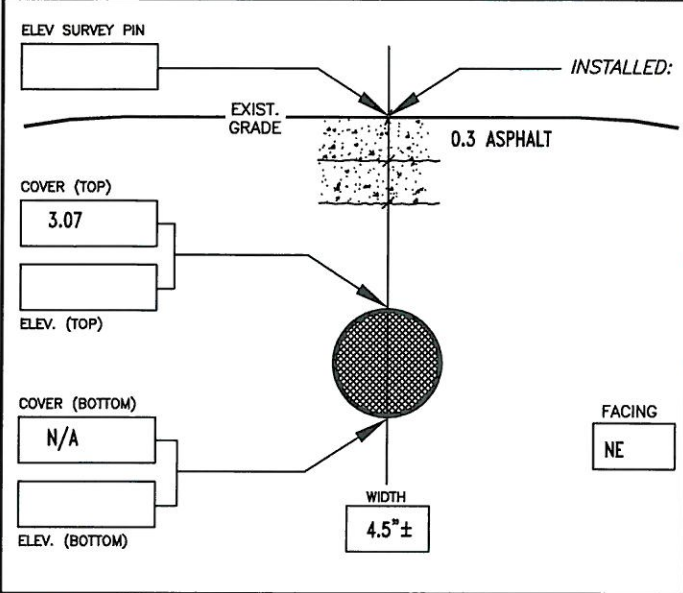 ELEV SURVEY PIN
INSTALLED:
EXIST.
GRADE
0.3 ASPHALT
COVER (TOP)
3.07
ELEV. (TOP)
COVER (BOTTOM)
N/A
ELEV. (BOTTOM)
WIDTH
4.5"±
FACING
NE